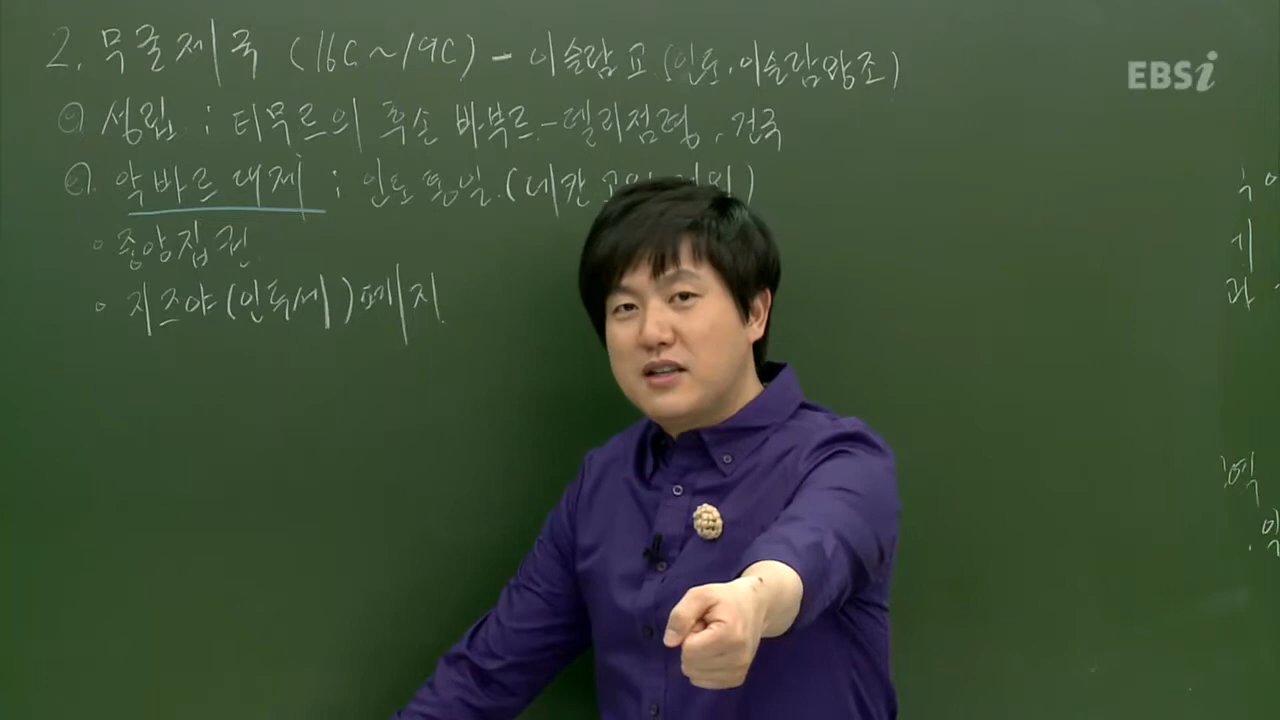 EBSi
2. 무굴제국 (16C~19C) - 이슬람교 (인도.이슬람왕조)
① 성립 : 티무르의 후손 바부르-델리점령, 건국
② 악바르 대제 : 인도통일.(데칸
· 중앙집권
· 지즈야(인두세)폐지